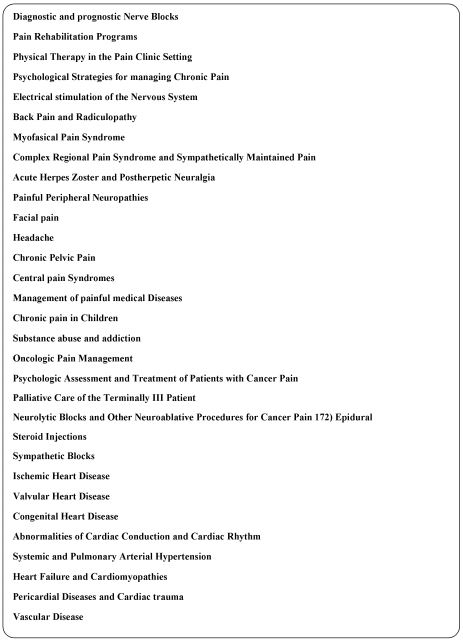 Diagnostic and prognostic Nerve Blocks
Pain Rehabilitation Programs
Physical Therapy in the Pain Clinic Setting
Psychological Strategies for managing Chronic Pain
Electrical stimulation of the Nervous System
Back Pain and Radiculopathy
Myofasical Pain Syndrome
Complex Regional Pain Syndrome and Sympathetically Maintained Pain
Acute Herpes Zoster and Postherpetic Neuralgia
Painful Peripheral Neuropathies
Facial pain
Headache
Chronic Pelvic Pain
Central pain Syndromes
Management of painful medical Diseases
Chronic pain in Children
Substance abuse and addiction
Oncologic Pain Management
Psychologic Assessment and Treatment of Patients with Cancer Pain
Palliative Care of the Terminally III Patient
Neurolytic Blocks and Other Neuroablative Procedures for Cancer Pain 172) Epidural
Steroid Injections
Sympathetic Blocks
Ischemic Heart Disease
Valvular Heart Disease
Congenital Heart Disease
Abnormalities of Cardiac Conduction and Cardiac Rhythm
Systemic and Pulmonary Arterial Hypertension
Heart Failure and Cardiomyopathies
Pericardial Diseases and Cardiac trauma
Vascular Disease